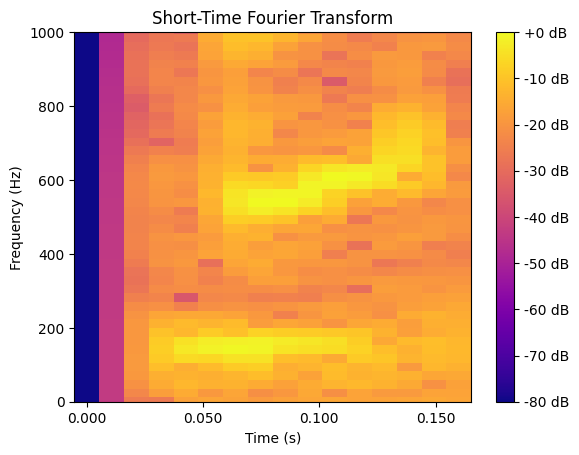 Short-Time Fourier Transform
1000
800
600
400
200
0
Frequency (Hz)
0.000
0.050
0.100
0.150
Time (s)
+0 dB
-10 dB
-20 dB
-30 dB
-40 dB
-50 dB
-60 dB
-70 dB
-80 dB